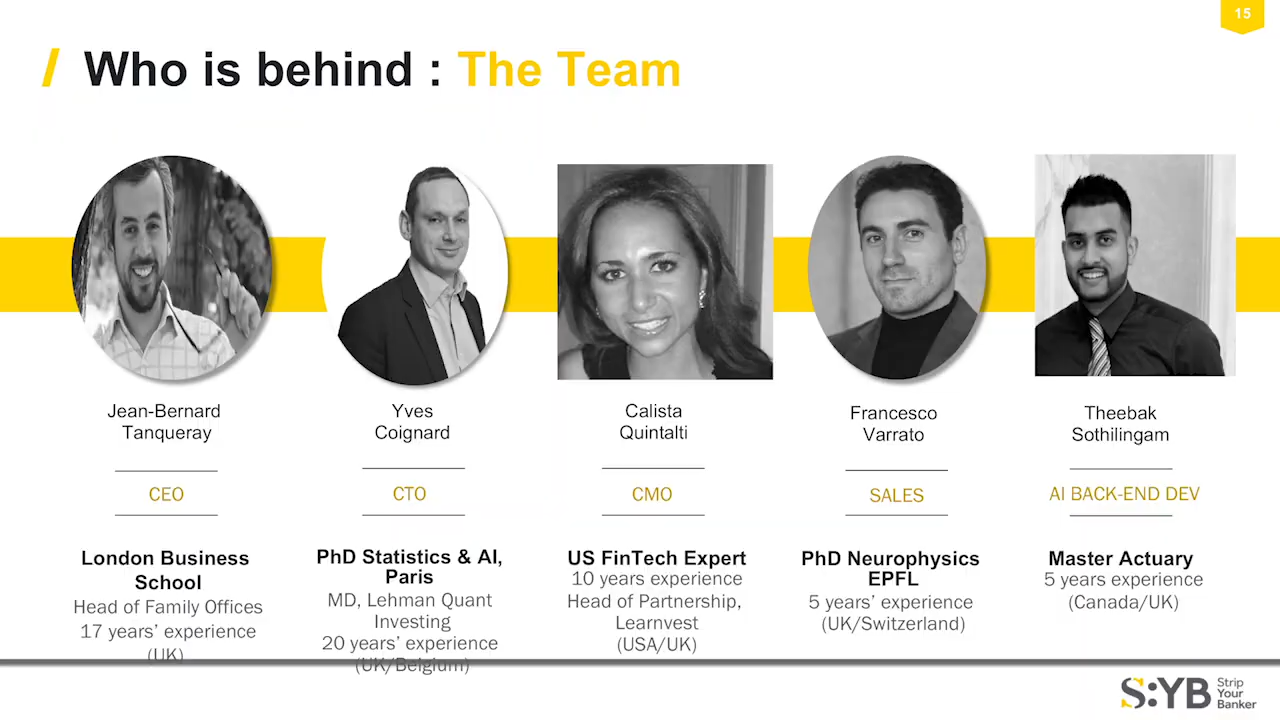 15
/ Who is behind : The Team
Jean-Bernard
Tanqueray
CEO
London Business
School
Head of Family Offices
17 years’ experience
(UK)
Yves
Coignard
CTO
PhD Statistics & AI,
Paris
MD, Lehman Quant
Investing
20 years’ experience
(UK/Belgium)
Calista
Quintalti
CMO
US FinTech Expert
10 years experience
Head of Partnership,
Learnvest
(USA/UK)
Francesco
Varrato
SALES
PhD Neurophysics
EPFL
5 years’ experience
(UK/Switzerland)
Theebak
Sothilingam
AI BACK-END DEV
Master Actuary
5 years experience
(Canada/UK)
S:YB
Strip
Your
Banker